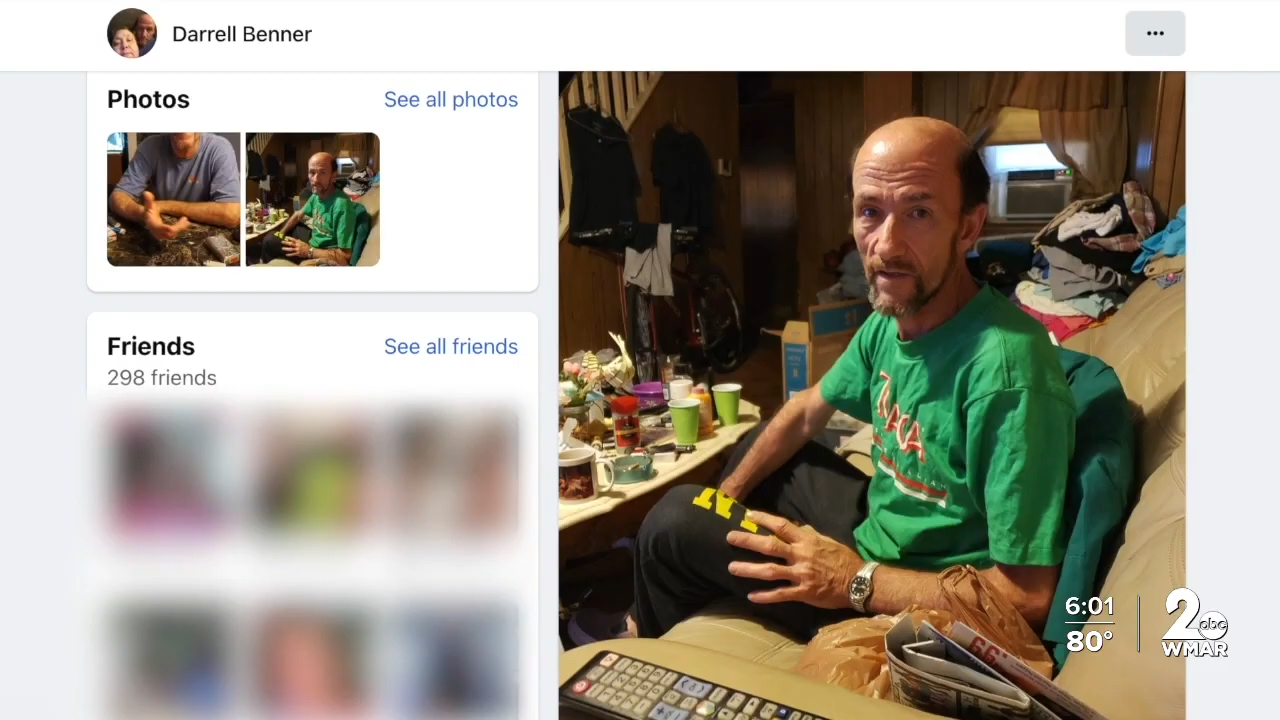 Darrell Benner
Photos
See all photos
Friends
See all friends
298 friends
6:01
80°
2
abc
WMAR